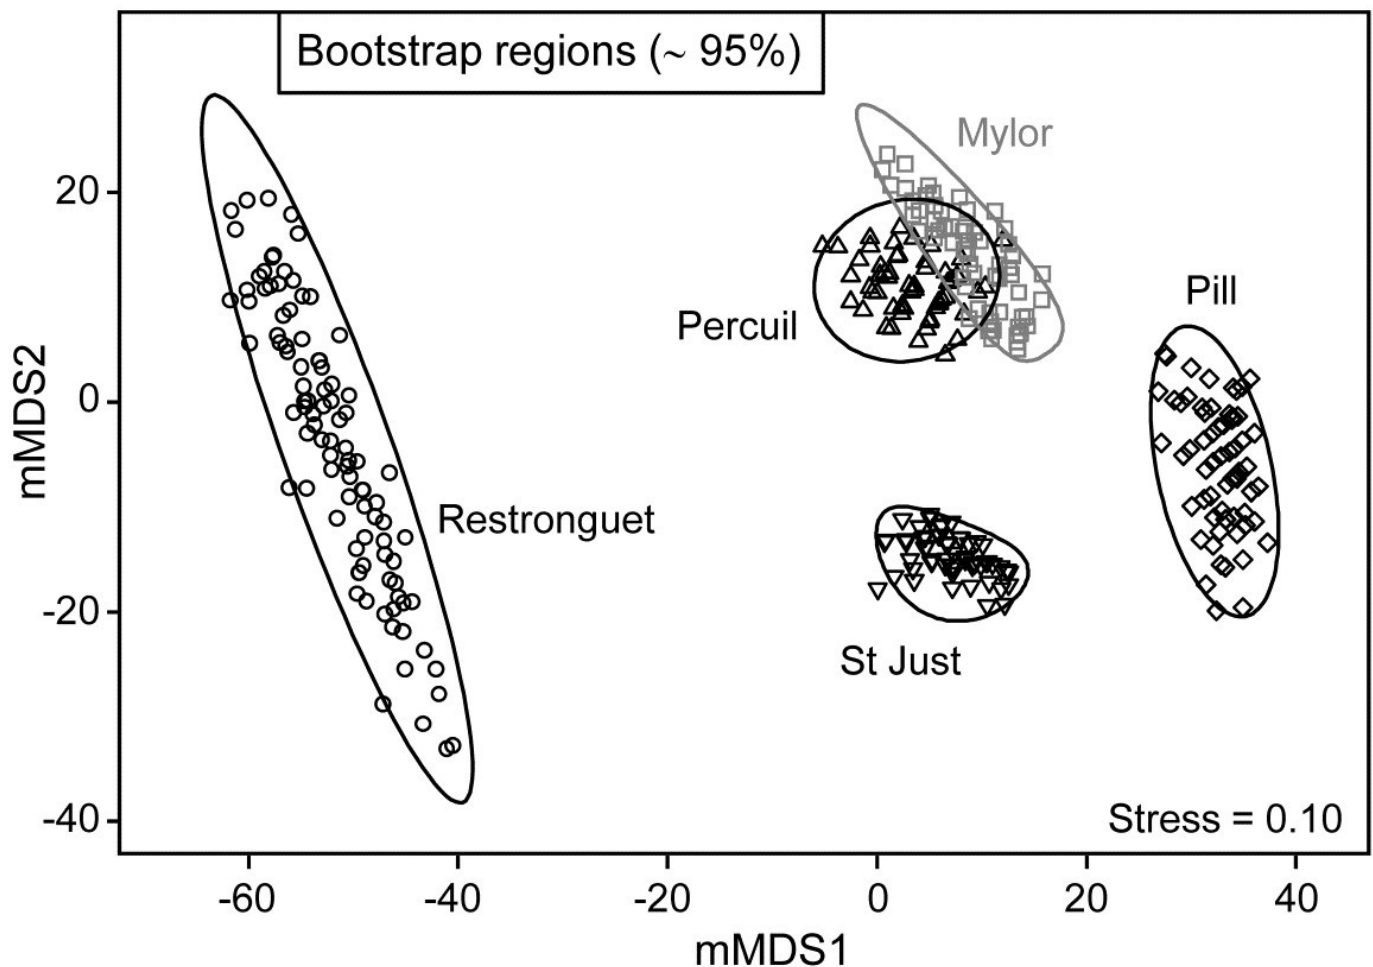 Bootstrap regions (~ 95%)
Mylor
20
Pill
Percuil
mMDS2
0
Restronguet
-20
St Just
-40
Stress = 0.10
-60 -40 -20 0 20 40
mMDS1